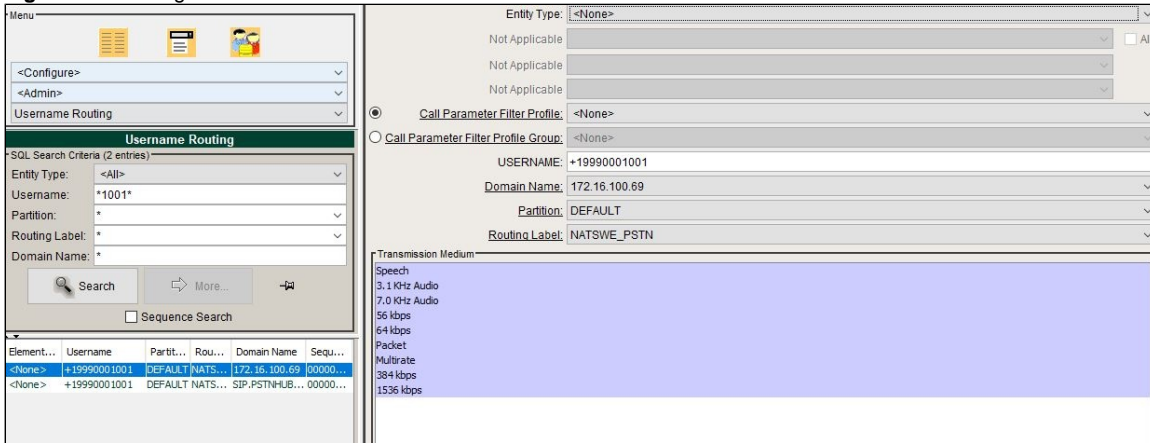 Menu
<Configure>
<Admin>
Username Routing
Username Routing
SQL Search Criteria (2 entries)
Entity Type: <All>
Username: *1001*
Partition: *
Routing Label: *
Domain Name: *
Search More...
Sequence Search
Element... Username Partit... Rou... Domain Name Sequ...
<None> +19990001001 DEFAULT NATS... 172.16.100.69 00000...
<None> +19990001001 DEFAULT NATS... SIP.PSTNHUB... 00000...
Entity Type: <None>
Not Applicable Al
Not Applicable
Not Applicable
Call Parameter Filter Profile: <None>
Call Parameter Filter Profile Group: <None>
USERNAME: +19990001001
Domain Name: 172.16.100.69
Partition: DEFAULT
Routing Label: NATSWE_PSTN
Transmission Medium
Speech
3.1 KHz Audio
7.0 KHz Audio
56 kbps
64 kbps
Packet
Multirate
384 kbps
1536 kbps